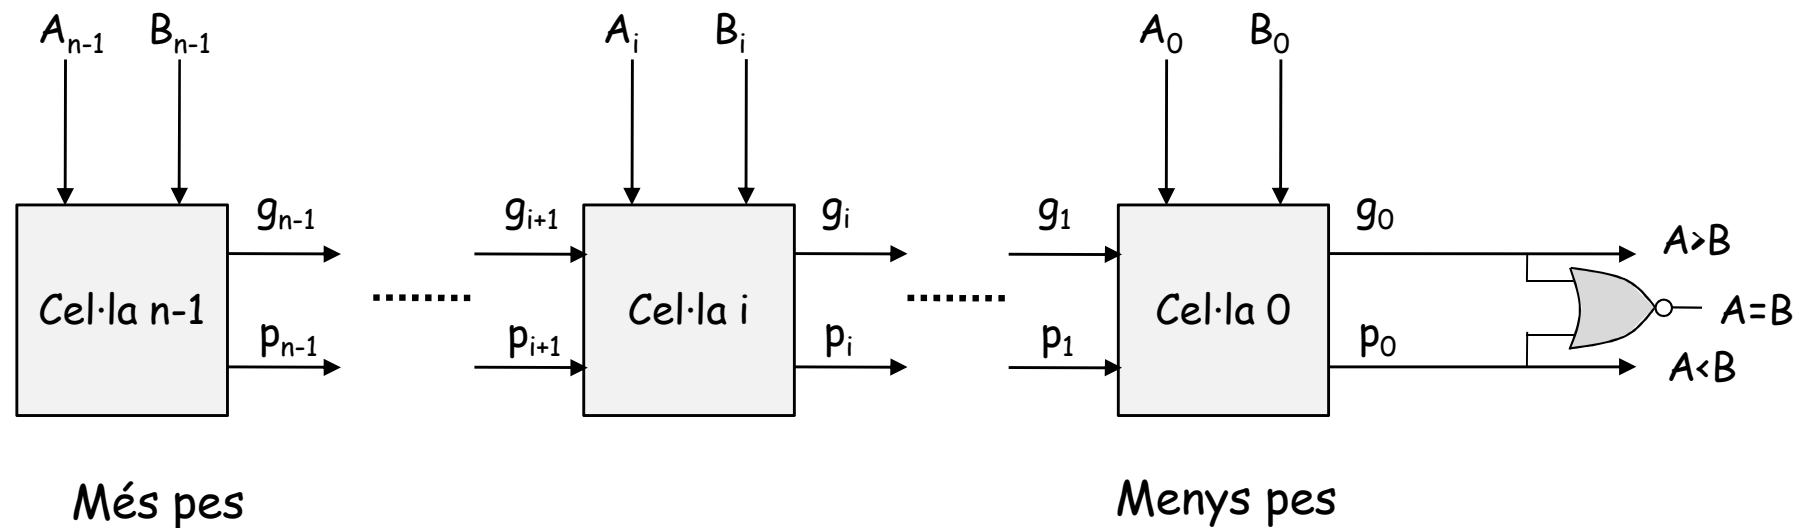 Aₙ₋₁ Bₙ₋₁ Aᵢ Bᵢ A₀ B₀
gₙ₋₁ gᵢ₊₁ gᵢ g₁ g₀
A>B
Cel·la n-1 Cel·la i Cel·la 0 A=B
pₙ₋₁ pᵢ₊₁ pᵢ p₁ p₀
A<B
Més pes Menys pes